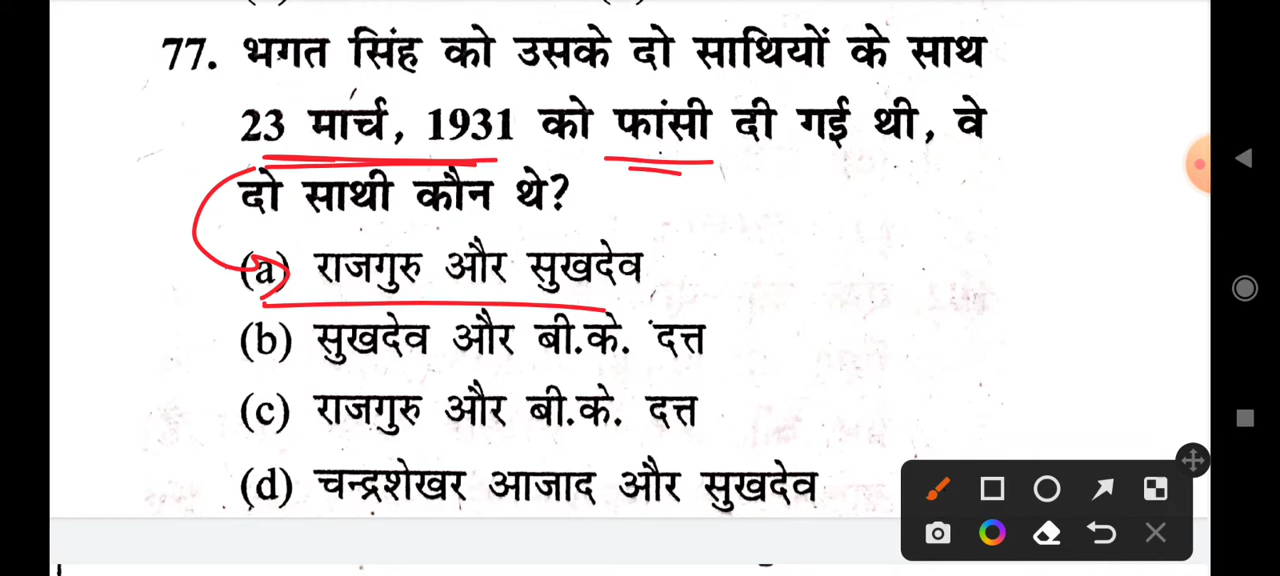 77. भगत सिंह को उसके दो साथियों के साथ
23 मार्च, 1931 को फांसी दी गई थी, वे
दो साथी कौन थे?
(a) राजगुरु और सुखदेव
(b) सुखदेव और बी.के. दत्त
(c) राजगुरु और बी.के. दत्त
(d) चन्द्रशेखर आजाद और सुखदेव